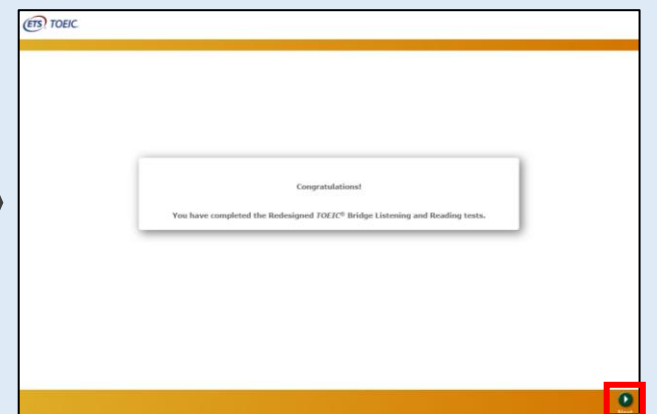 ETS TOEIC
Congratulations!
You have completed the Redesigned TOEIC® Bridge Listening and Reading tests.